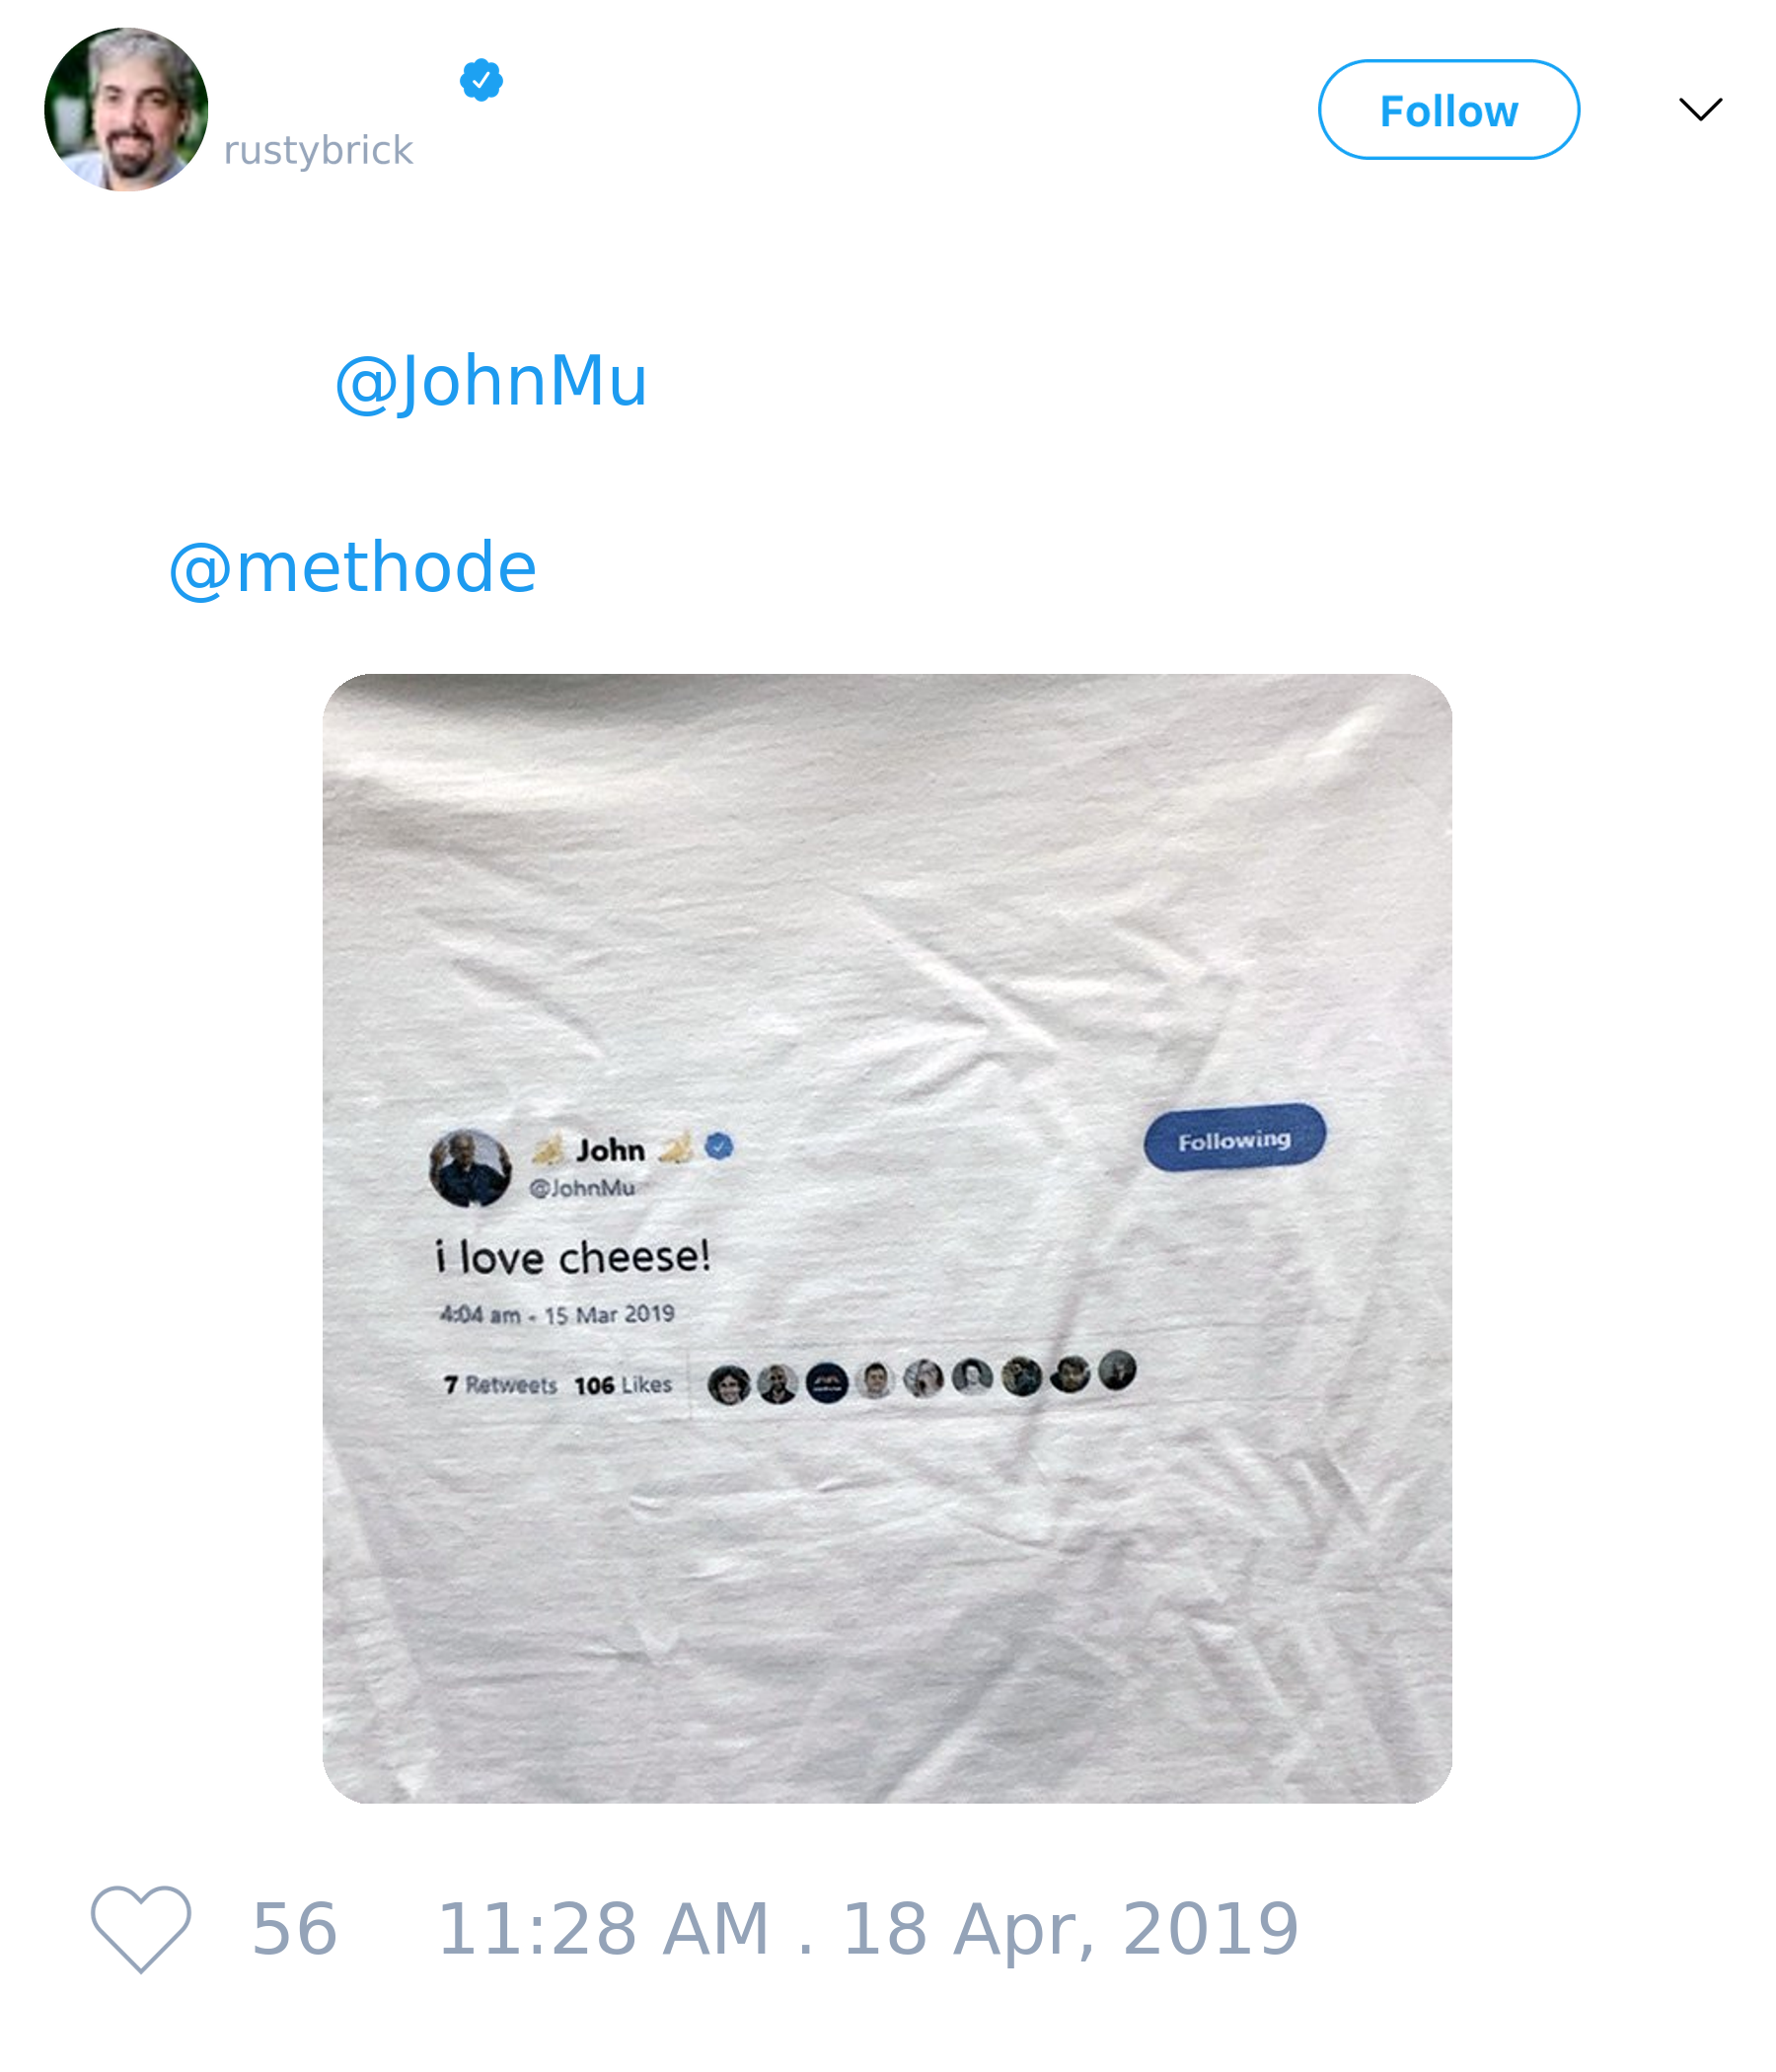 rustybrick
Follow
@JohnMu
@methode
John
@JohnMu
Following
i love cheese!
4:04 am - 15 Mar 2019
7 Retweets 106 Likes
56 11:28 AM . 18 Apr, 2019